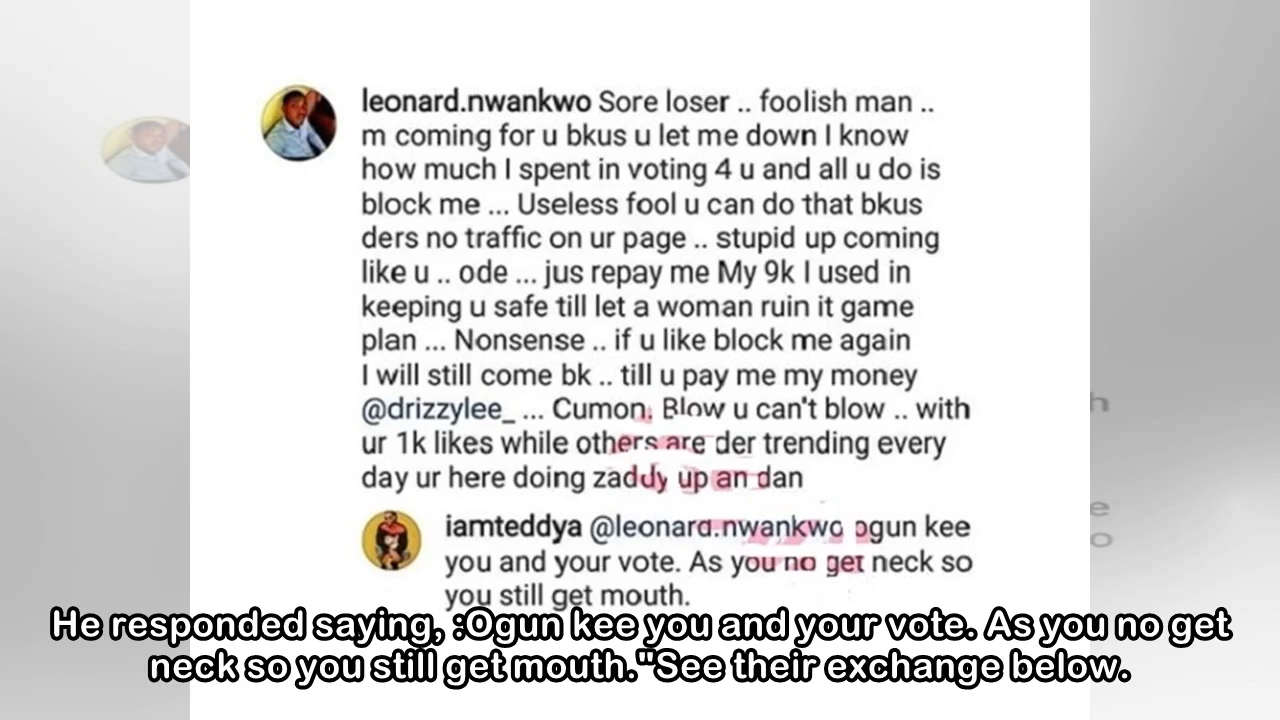 leonard.nwankwo Sore loser .. foolish man ..
m coming for u bkus u let me down I know
how much I spent in voting 4 u and all u do is
block me ... Useless fool u can do that bkus
ders no traffic on ur page .. stupid up coming
like u .. ode ... jus repay me My 9k I used in
keeping u safe till let a woman ruin it game
plan ... Nonsense .. if u like block me again
I will still come bk .. till u pay me my money
@drizzylee_ ... Cumon. Blow u can't blow .. with
ur 1k likes while others are der trending every
day ur here doing zaddy up an dan
iamteddya @leonard.nwankwo ogun kee
you and your vote. As you no get neck so
you still get mouth.
He responded saying, :Ogun kee you and your vote. As you no get
neck so you still get mouth."See their exchange below.